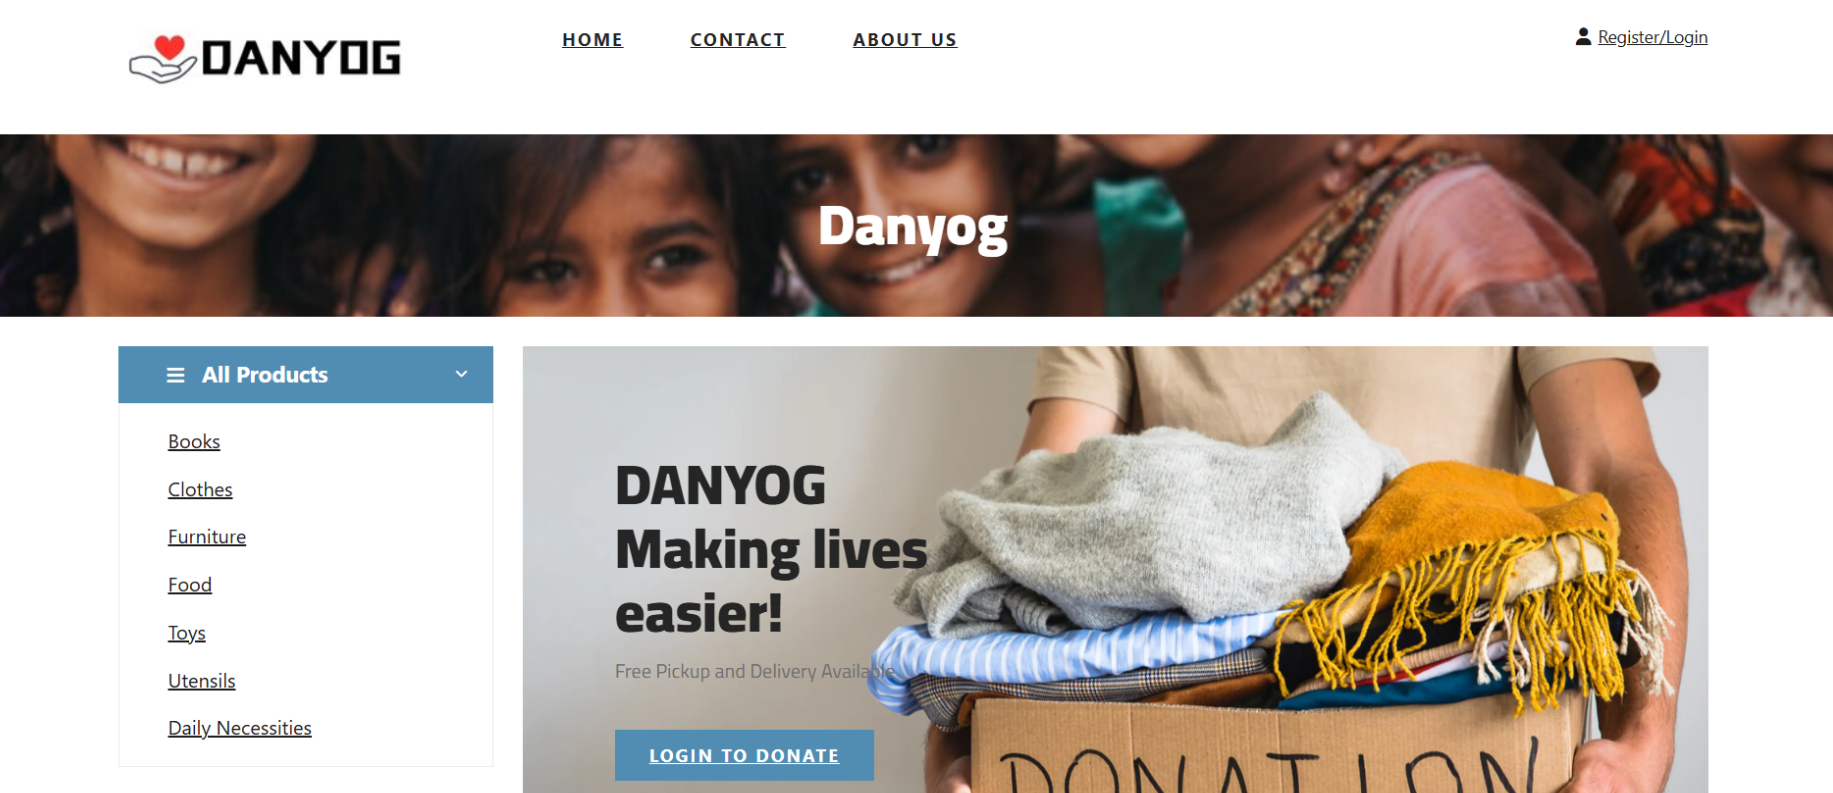 DANYOG
HOME CONTACT ABOUT US
Register/Login
Danyog
All Products
Books
Clothes
Furniture
Food
Toys
Utensils
Daily Necessities
DANYOG
Making lives
easier!
Free Pickup and Delivery Available
LOGIN TO DONATE
DONATION